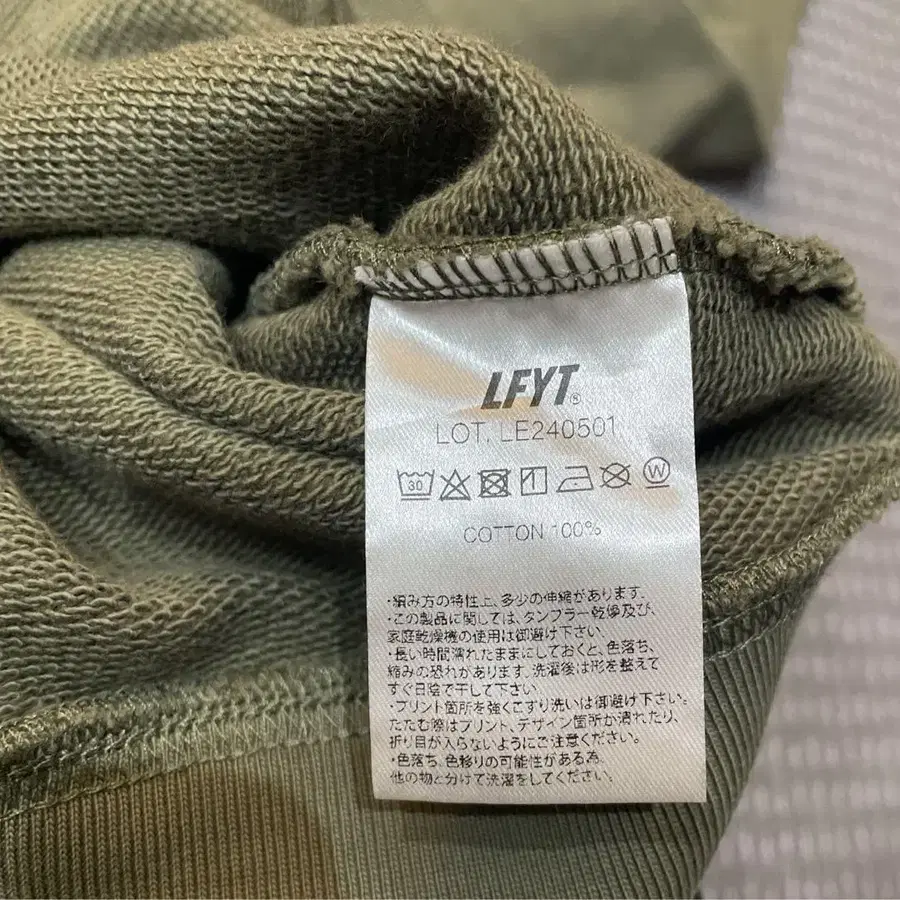 LFYT®
LOT. LE240501
30 W
COTTON 100%
・編み方の特性上、多少の伸縮があります。
・この製品に関しては、タンブラー乾燥及び、
家庭乾燥機の使用は御避け下さい
・長い時間濡れたままにしておくと、色落ち、
縮みの恐れがあります.洗濯後は形を整えて
すぐ日陰で干して下さい
・プリント箇所を強くこすり洗いは御避け下さい。
たたむ際はプリント、デザイン箇所が潰れたり、
折り目が入らないようにご注意ください。
・色落ち、色移りの可能性がある為、
他の物と分けて洗濯をしてください。